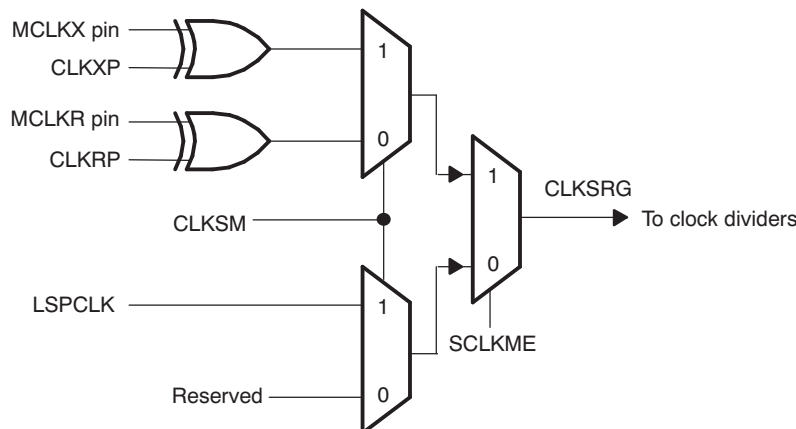 MCLKX pin
CLKXP
MCLKR pin
CLKRP
1
0
CLKSM
1
0
CLKSRG
To clock dividers
LSPCLK
1
SCLKME
Reserved
0